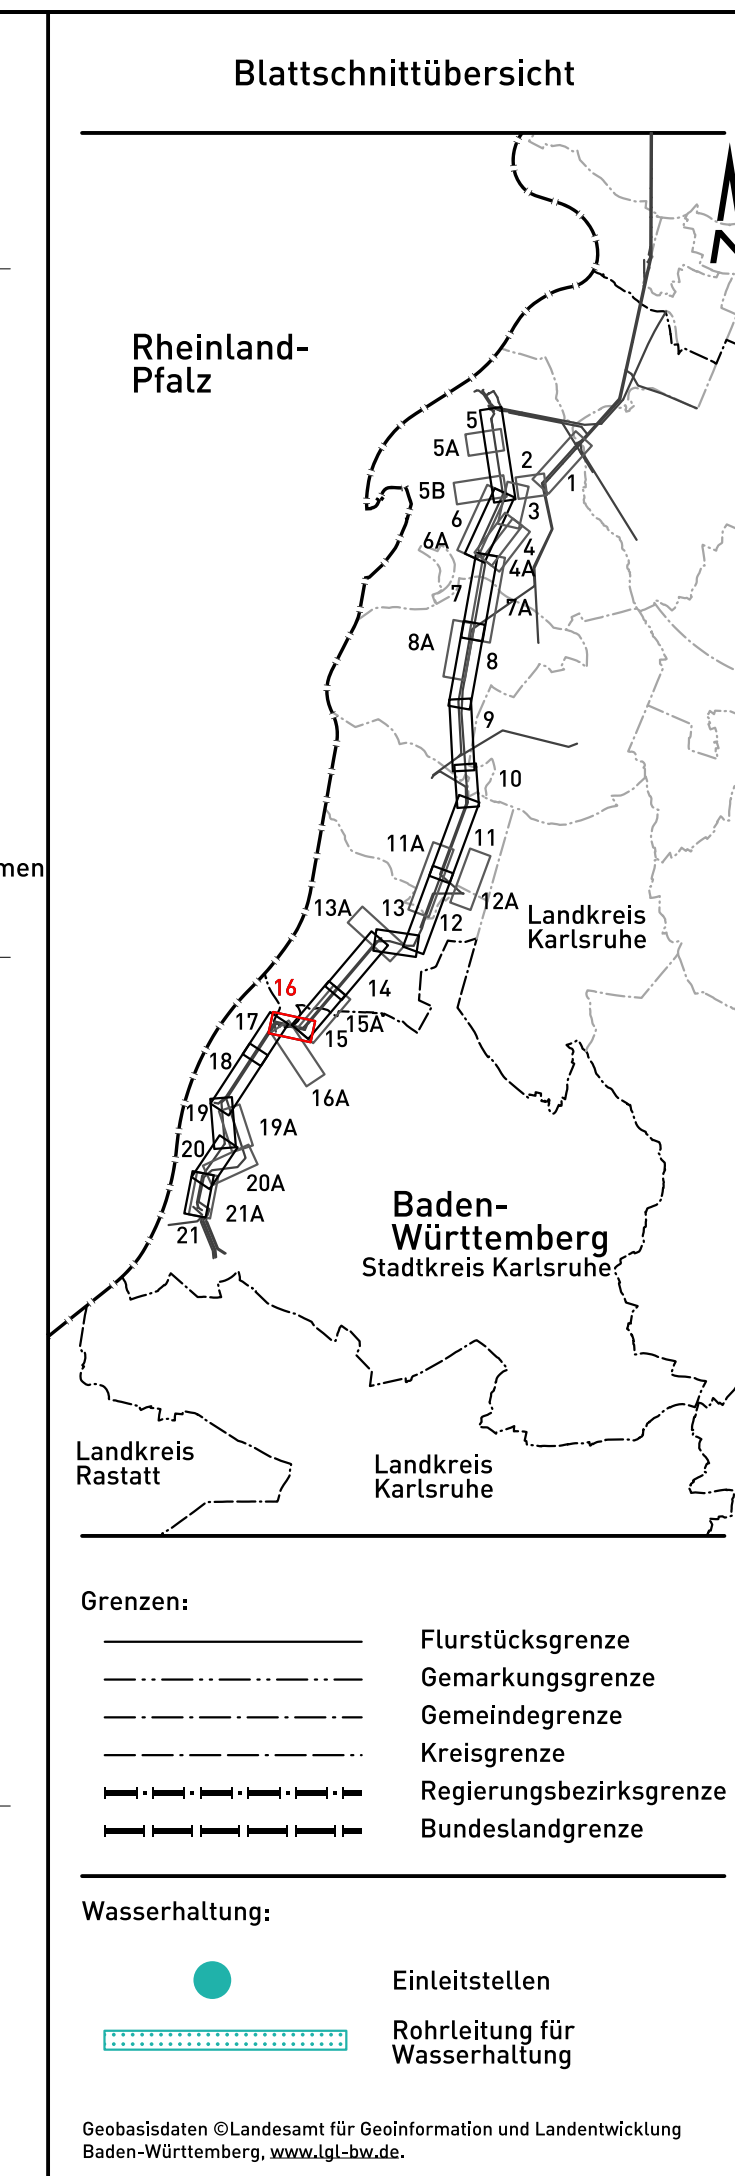 Blattschnittübersicht
N
Rheinland-
Pfalz
5
5A
2
1
5B
3
6
6A
4
4A
7
7A
8A
8
9
10
11A
11
12A
13A
13
12
Landkreis
Karlsruhe
16
14
17
15A
15
18
16A
19
19A
20
20A
21A
21
Baden-
Württemberg
Stadtkreis Karlsruhe
Landkreis
Rastatt
Landkreis
Karlsruhe
men
Grenzen:
Flurstücksgrenze
Gemarkungsgrenze
Gemeindegrenze
Kreisgrenze
Regierungsbezirksgrenze
Bundeslandgrenze
Wasserhaltung:
Einleitstellen
Rohrleitung für
Wasserhaltung
Geobasisdaten ©Landesamt für Geoinformation und Landentwicklung
Baden-Württemberg, www.lgl-bw.de.